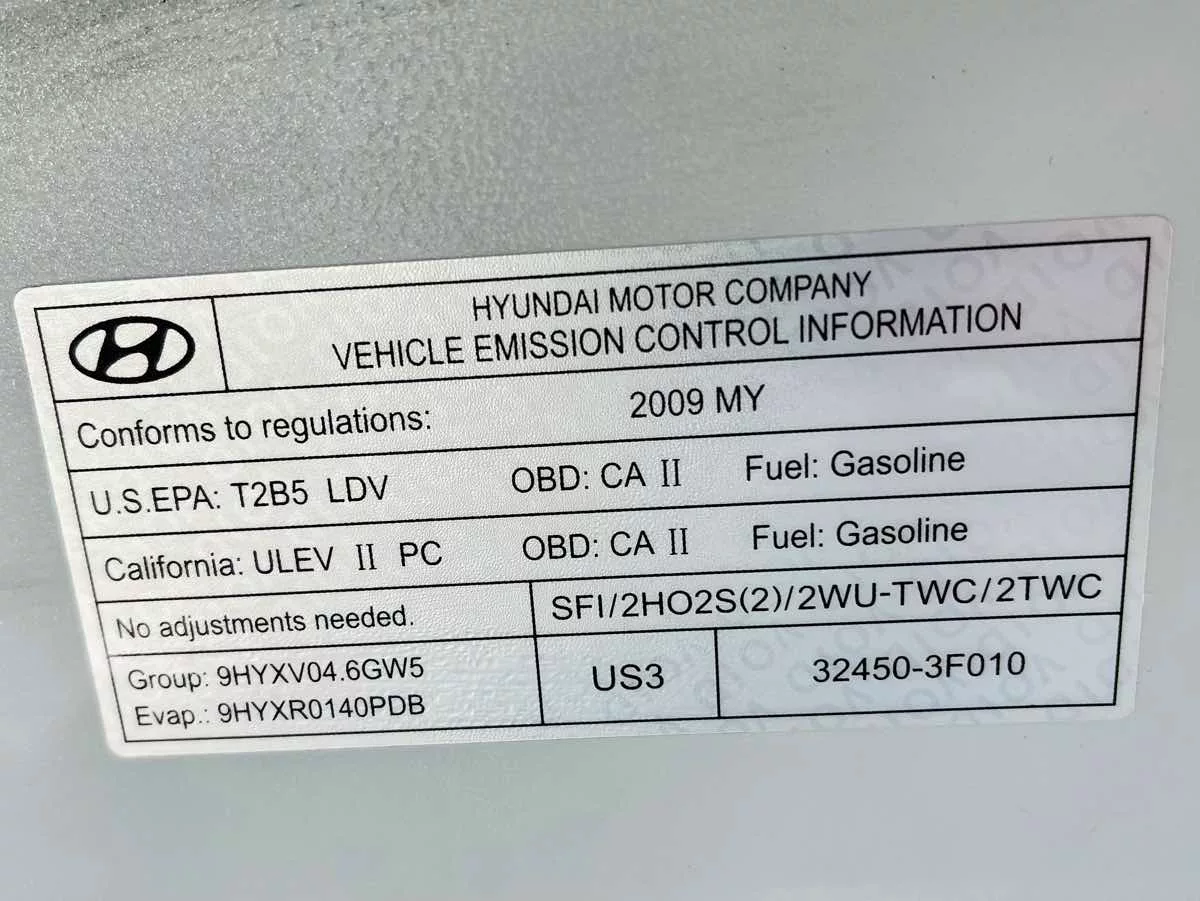 HYUNDAI MOTOR COMPANY
VEHICLE EMISSION CONTROL INFORMATION
Conforms to regulations: 2009 MY
U.S.EPA: T2B5 LDV OBD: CA II Fuel: Gasoline
California: ULEV II PC OBD: CA II Fuel: Gasoline
No adjustments needed. SFI/2HO2S(2)/2WU-TWC/2TWC
Group: 9HYXV04.6GW5
Evap.: 9HYXR0140PDB
US3
32450-3F010